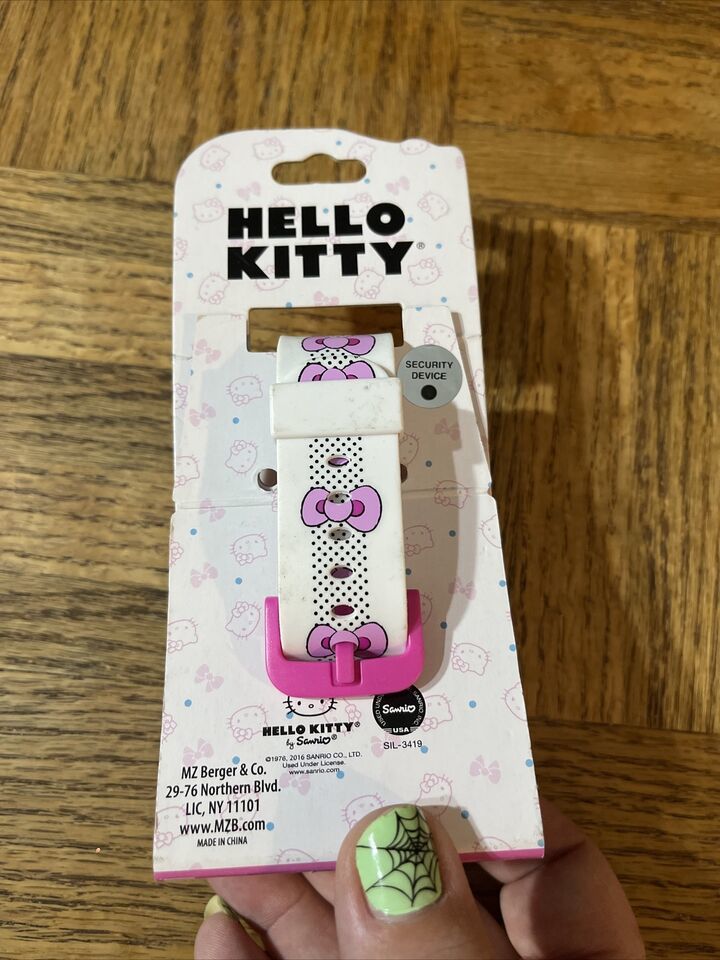 HELLO
KITTY®
SECURITY
DEVICE
HELLO KITTY®
by Sanrio®
©1976, 2016 SANRIO CO., LTD.
Used Under License.
www.sanrio.com
Sanrio
SANRIO, INC.
USA
SIL-3419
MZ Berger & Co.
29-76 Northern Blvd.
LIC, NY 11101
www.MZB.com
MADE IN CHINA